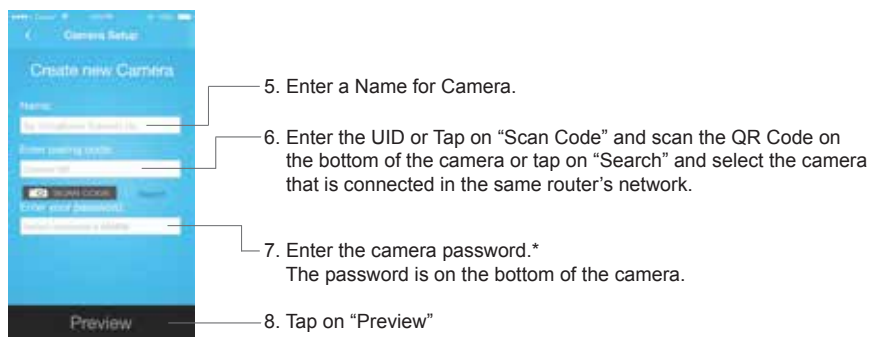 Camera Setup
Create new Camera
Name:
5. Enter a Name for Camera.
Enter pairing code:
6. Enter the UID or Tap on “Scan Code” and scan the QR Code on
the bottom of the camera or tap on “Search” and select the camera
that is connected in the same router’s network.
SCAN CODE
Search
Enter your password:
7. Enter the camera password.*
The password is on the bottom of the camera.
Preview
8. Tap on “Preview”